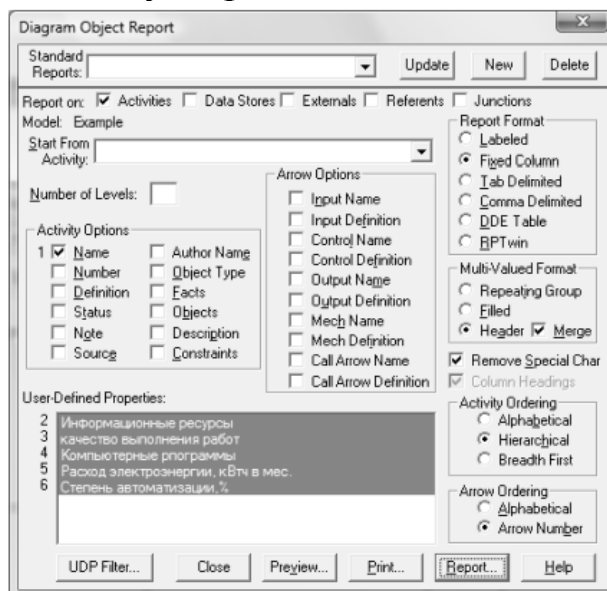 Diagram Object Report
Standard Reports: Update New Delete
Report on: Activities Data Stores Externals Referents Junctions
Model: Example
Start From Activity:
Number of Levels:
Activity Options
1 Name Author Name
Number Object Type
Definition Facts
Status Objects
Note Description
Source Constraints
Arrow Options
Input Name
Input Definition
Control Name
Control Definition
Output Name
Output Definition
Mech Name
Mech Definition
Call Arrow Name
Call Arrow Definition
Report Format
Labeled
Fixed Column
Tab Delimited
Comma Delimited
DDE Table
RPTwin
Multi-Valued Format
Repeating Group
Filled
Header Merge
Remove Special Char
Column Headings
Activity Ordering
Alphabetical
Hierarchical
Breadth First
Arrow Ordering
Alphabetical
Arrow Number
User-Defined Properties:
2 Информационные ресурсы
3 качество выполнения работ
4 Компьютерные рпограммы
5 Расход электроэнергии, кВтч в мес.
6 Степень автоматизации,%
UDP Filter... Close Preview... Print... Report... Help